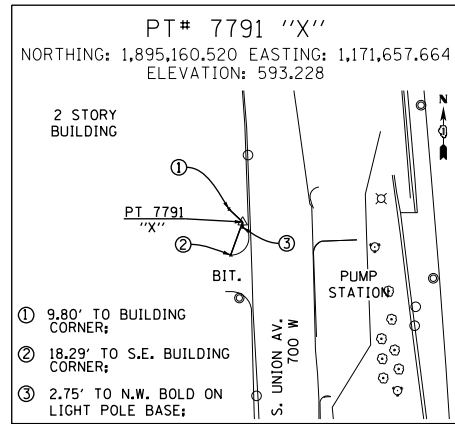 PT# 7791 "X"
NORTHING: 1,895,160.520 EASTING: 1,171,657.664
ELEVATION: 593.228
2 STORY
BUILDING
N
①
PT 7791
"X"
②
③
BIT.
PUMP
STATION
S. UNION AV.
700 W
① 9.80' TO BUILDING
CORNER;
② 18.29' TO S.E. BUILDING
CORNER;
③ 2.75' TO N.W. BOLD ON
LIGHT POLE BASE;